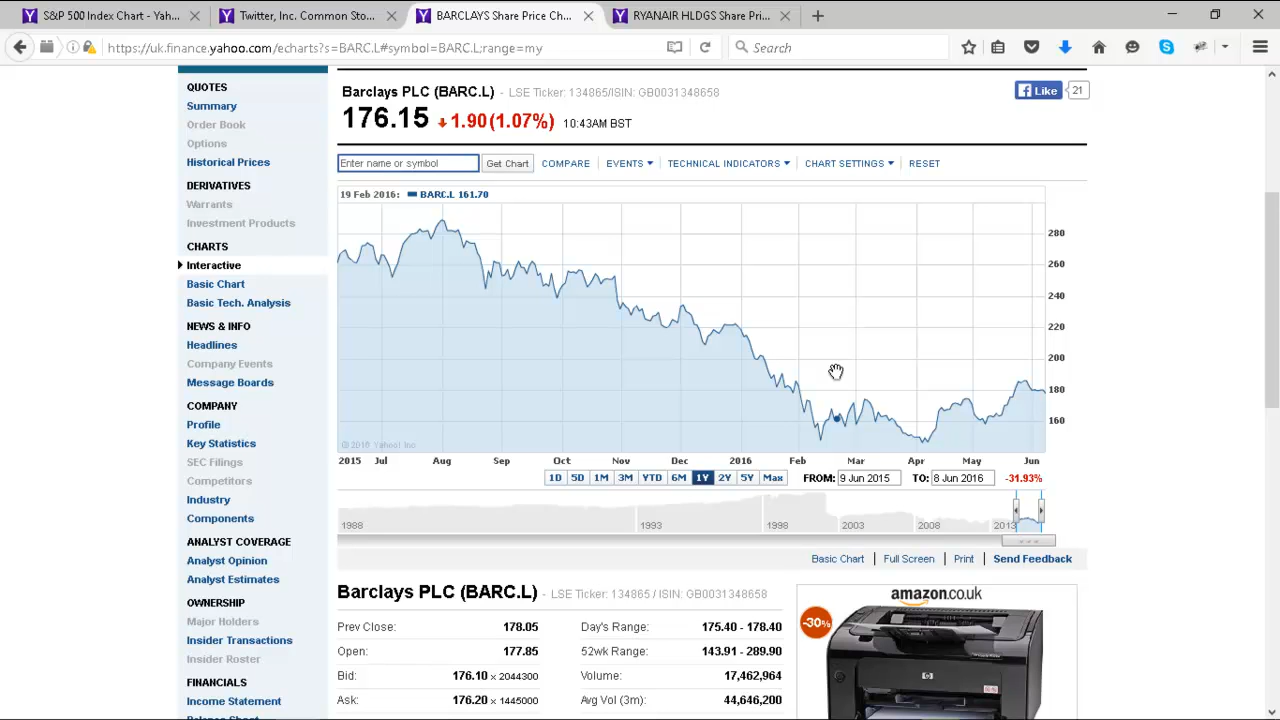 S&P 500 Index Chart - Yahoo...
Twitter, Inc. Common Sto...
BARCLAYS Share Price Ch...
RYANAIR HLDGS Share Pri...
https://uk.finance.yahoo.com/echarts?s=BARC.L#symbol=BARC.L;range=my
Search
QUOTES
Summary
Order Book
Options
Historical Prices
DERIVATIVES
Warrants
Investment Products
CHARTS
Interactive
Basic Chart
Basic Tech. Analysis
NEWS & INFO
Headlines
Company Events
Message Boards
COMPANY
Profile
Key Statistics
SEC Filings
Competitors
Industry
Components
ANALYST COVERAGE
Analyst Opinion
Analyst Estimates
OWNERSHIP
Major Holders
Insider Transactions
Insider Roster
FINANCIALS
Income Statement
Balance Sheet
Barclays PLC (BARC.L) - LSE Ticker: 134865/ISIN: GB0031348658
Like 21
176.15 1.90(1.07%) 10:43AM BST
Enter name or symbol Get Chart COMPARE EVENTS TECHNICAL INDICATORS CHART SETTINGS RESET
19 Feb 2016: BARC.L 161.70
280
260
240
220
200
180
160
© 2016 Yahoo! Inc
2015 Jul Aug Sep Oct Nov Dec 2016 Feb Mar Apr May Jun
1D 5D 1M 3M YTD 6M 1Y 2Y 5Y Max FROM: 9 Jun 2015 TO: 8 Jun 2016 -31.93%
1988 1993 1998 2003 2008 2013
Basic Chart Full Screen Print Send Feedback
Barclays PLC (BARC.L) - LSE Ticker: 134865 / ISIN: GB0031348658
Prev Close: 178.05 Day's Range: 175.40 - 178.40
Open: 177.85 52wk Range: 143.91 - 289.90
Bid: 176.10 x 2044300 Volume: 17,462,964
Ask: 176.20 x 1445000 Avg Vol (3m): 44,646,200
amazon.co.uk
-30%
hp